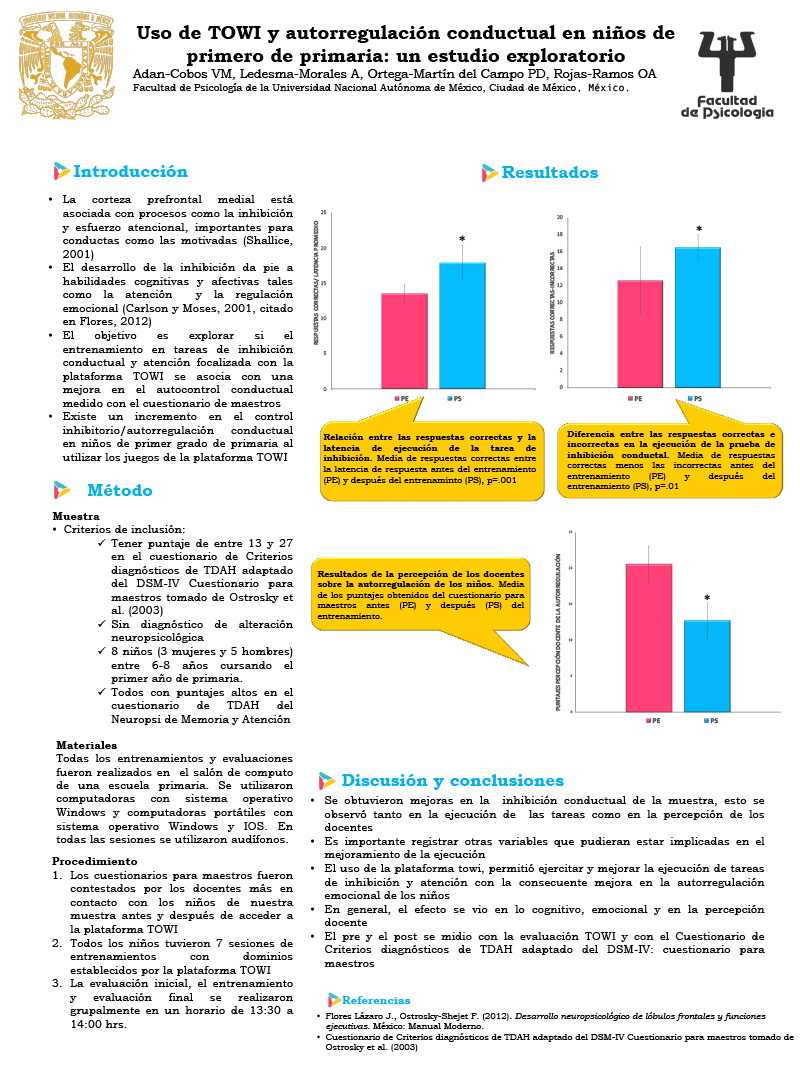 Uso de TOWI y autorregulación conductual en niños de
primero de primaria: un estudio exploratorio
Adan-Cobos VM, Ledesma-Morales A, Ortega-Martín del Campo PD, Rojas-Ramos OA
Facultad de Psicología de la Universidad Nacional Autónoma de México, Ciudad de México, México.
Facultad
de Psicología
Introducción
• La corteza prefrontal medial está
asociada con procesos como la inhibición
y esfuerzo atencional, importantes para
conductas como las motivadas (Shallice,
2001)
• El desarrollo de la inhibición da pie a
habilidades cognitivas y afectivas tales
como la atención y la regulación
emocional (Carlson y Moses, 2001, citado
en Flores, 2012)
• El objetivo es explorar si el
entrenamiento en tareas de inhibición
conductual y atención focalizada con la
plataforma TOWI se asocia con una
mejora en el autocontrol conductual
medido con el cuestionario de maestros
• Existe un incremento en el control
inhibitorio/autorregulación conductual
en niños de primer grado de primaria al
utilizar los juegos de la plataforma TOWI
Método
Muestra
• Criterios de inclusión:
✓ Tener puntaje de entre 13 y 27
en el cuestionario de Criterios
diagnósticos de TDAH adaptado
del DSM-IV Cuestionario para
maestros tomado de Ostrosky et
al. (2003)
✓ Sin diagnóstico de alteración
neuropsicológica
✓ 8 niños (3 mujeres y 5 hombres)
entre 6-8 años cursando el
primer año de primaria.
✓ Todos con puntajes altos en el
cuestionario de TDAH del
Neuropsi de Memoria y Atención
Materiales
Todas los entrenamientos y evaluaciones
fueron realizados en el salón de computo
de una escuela primaria. Se utilizaron
computadoras con sistema operativo
Windows y computadoras portátiles con
sistema operativo Windows y IOS. En
todas las sesiones se utilizaron audífonos.
Procedimiento
1. Los cuestionarios para maestros fueron
contestados por los docentes más en
contacto con los niños de nuestra
muestra antes y después de acceder a
la plataforma TOWI
2. Todos los niños tuvieron 7 sesiones de
entrenamientos con dominios
establecidos por la plataforma TOWI
3. La evaluación inicial, el entrenamiento
y evaluación final se realizaron
grupalmente en un horario de 13:30 a
14:00 hrs.
Resultados
RESPUESTAS CORRECTAS/ LATENCIA PROMEDIO
25
20
15
10
5
0
*
PE PS
RESPUESTAS CORRECTAS-INCORRECTAS
20
18
16
14
12
10
8
6
4
2
0
*
PE PS
Relación entre las respuestas correctas y la
latencia de ejecución de la tarea de
inhibición. Media de respuestas correctas entre
la latencia de respuesta antes del entrenamiento
(PE) y después del entrenaminto (PS), p=.001
Diferencia entre las respuestas correctas e
incorrectas en la ejecución de la prueba de
inhibición conductal. Media de respuestas
correctas menos las incorrectas antes del
entrenamiento (PE) y después del
entrenamiento (PS), p=.01
Resultados de la percepción de los docentes
sobre la autorregulación de los niños. Media
de los puntajes obtenidos del cuestionario para
maestros antes (PE) y después (PS) del
entrenamiento.
PUNTAJES PERCEPCIÓN DOCENTE DE LA AUTORREGULACIÓN
25
20
15
10
5
0
*
PE PS
Discusión y conclusiones
• Se obtuvieron mejoras en la inhibición conductual de la muestra, esto se
observó tanto en la ejecución de las tareas como en la percepción de los
docentes
• Es importante registrar otras variables que pudieran estar implicadas en el
mejoramiento de la ejecución
• El uso de la plataforma towi, permitió ejercitar y mejorar la ejecución de tareas
de inhibición y atención con la consecuente mejora en la autorregulación
emocional de los niños
• En general, el efecto se vio en lo cognitivo, emocional y en la percepción
docente
• El pre y el post se midio con la evaluación TOWI y con el Cuestionario de
Criterios diagnósticos de TDAH adaptado del DSM-IV: cuestionario para
maestros
Referencias
• Flores Lázaro J., Ostrosky-Shejet F. (2012). Desarrollo neuropsicológico de lóbulos frontales y funciones
ejecutivas. México: Manual Moderno.
• Cuestionario de Criterios diagnósticos de TDAH adaptado del DSM-IV Cuestionario para maestros tomado de
Ostrosky et al. (2003)